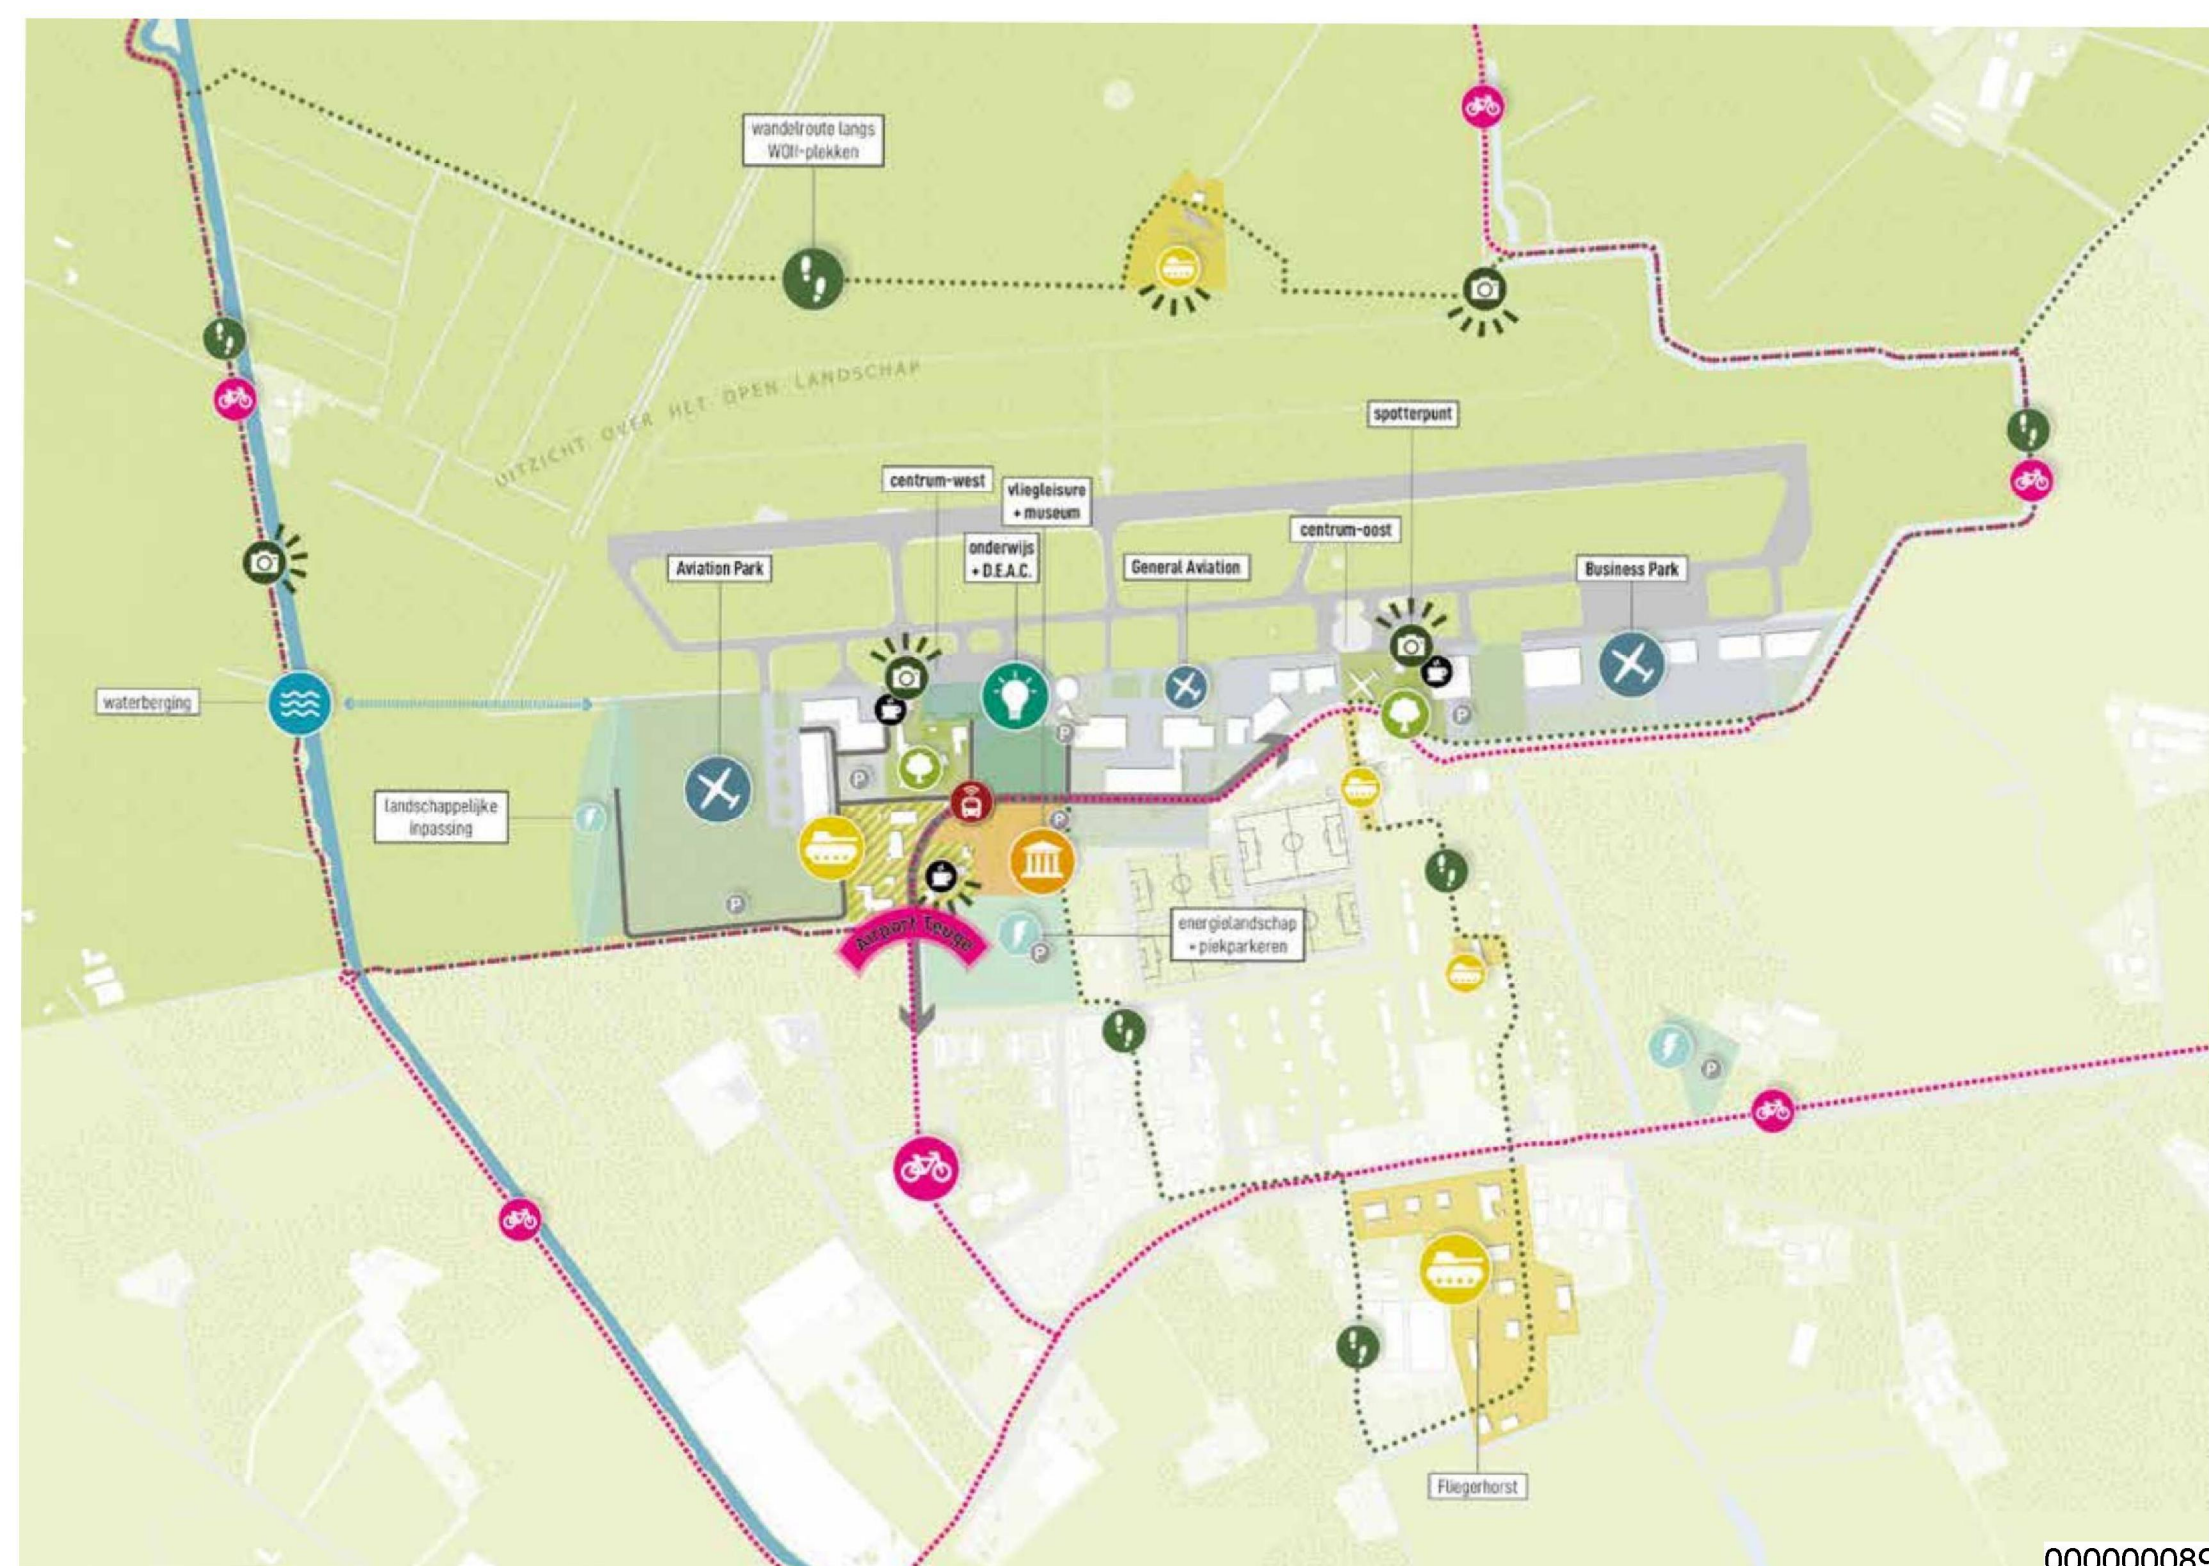 wandelroute langs
WOII-plekken
UITZICHT OVER HET OPEN LANDSCHAP
spotterpunt
centrum-west
vliegleisure
+ museum
centrum-oost
onderwijs
+ D.E.A.C.
Aviation Park
General Aviation
Business Park
waterberging
P
P
P
landschappelijke
inpassing
P
P
energielandschap
+ piekparkeren
Airport Teuge
P
P
Fliegerhorst